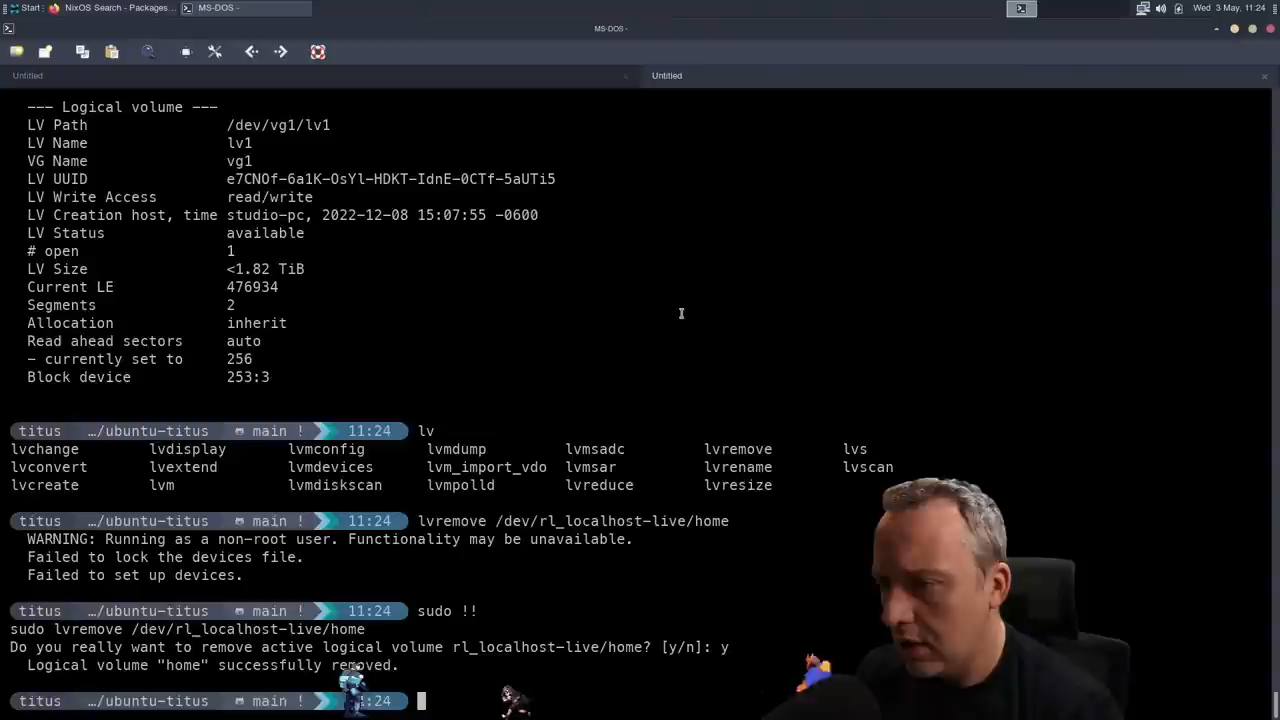 Start :
NixOS Search - Packages...
MS-DOS -
Wed 3 May, 11:24
MS-DOS -
Untitled
Untitled
--- Logical volume ---
LV Path /dev/vg1/lv1
LV Name lv1
VG Name vg1
LV UUID e7CNOf-6a1K-OsYl-HDKT-IdnE-0CTf-5aUTi5
LV Write Access read/write
LV Creation host, time studio-pc, 2022-12-08 15:07:55 -0600
LV Status available
# open 1
LV Size <1.82 TiB
Current LE 476934
Segments 2
Allocation inherit
Read ahead sectors auto
- currently set to 256
Block device 253:3
titus …/ubuntu-titus main ! 11:24 lv
lvchange lvdisplay lvmconfig lvmdump lvmsadc lvremove lvs
lvconvert lvextend lvmdevices lvm_import_vdo lvmsar lvrename lvscan
lvcreate lvm lvmdiskscan lvmpolld lvreduce lvresize
titus …/ubuntu-titus main ! 11:24 lvremove /dev/rl_localhost-live/home
WARNING: Running as a non-root user. Functionality may be unavailable.
Failed to lock the devices file.
Failed to set up devices.
titus …/ubuntu-titus main ! 11:24 sudo !!
sudo lvremove /dev/rl_localhost-live/home
Do you really want to remove active logical volume rl_localhost-live/home? [y/n]: y
Logical volume "home" successfully removed.
titus …/ubuntu-titus main ! :24